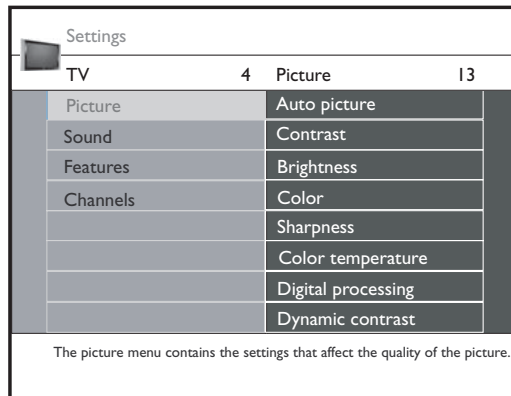 Settings
TV 4 Picture 13
Picture Auto picture
Sound Contrast
Features Brightness
Channels Color
Sharpness
Color temperature
Digital processing
Dynamic contrast
The picture menu contains the settings that affect the quality of the picture.